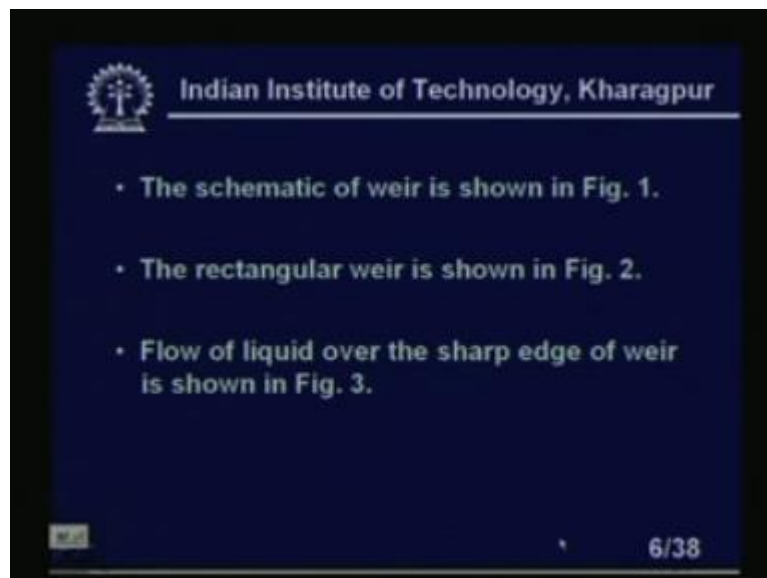 Indian Institute of Technology, Kharagpur
• The schematic of weir is shown in Fig. 1.
• The rectangular weir is shown in Fig. 2.
• Flow of liquid over the sharp edge of weir
is shown in Fig. 3.
6/38